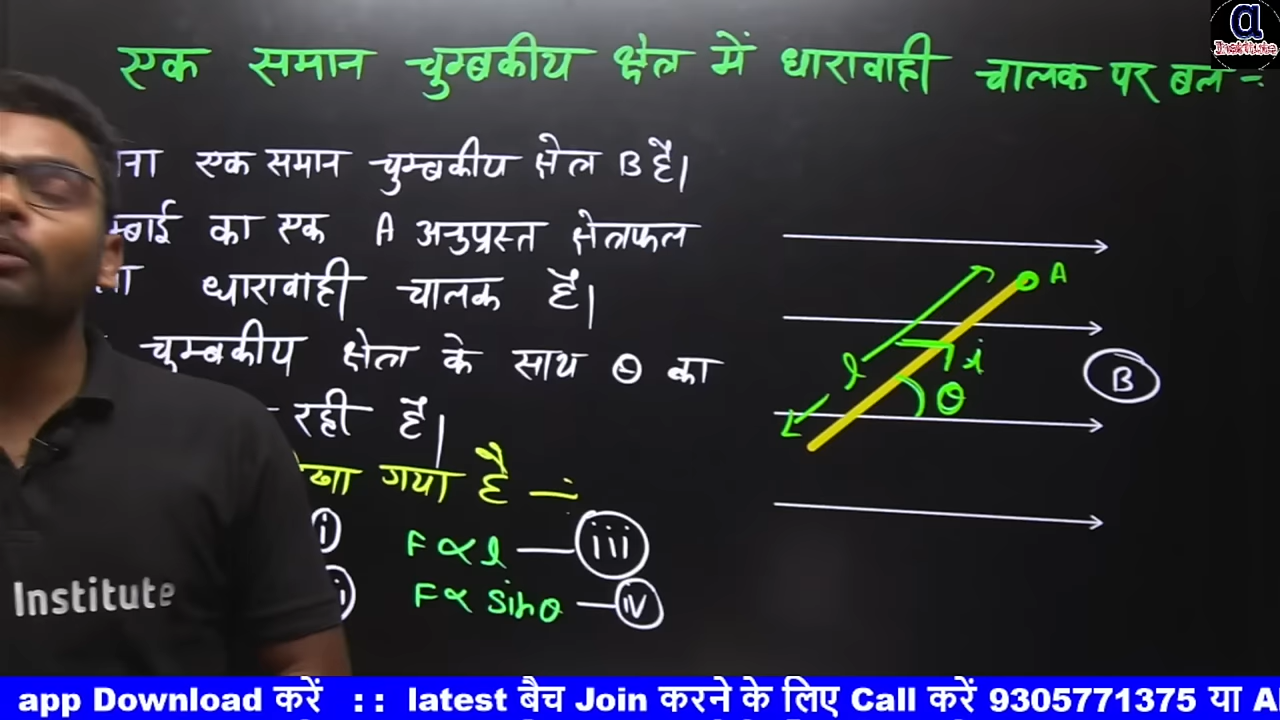 a
Institute
एक समान चुम्बकीय क्षेत्र में धारावाही चालक पर बल :-
एक समान चुम्बकीय क्षेत्र B है।
का एक A अनुप्रस्त क्षेत्रफल
धारावाही चालक है।
चुम्बकीय क्षेत्र के साथ θ का
रही है।
गया है :-
F ∝ l — (iii)
F ∝ sinθ — (iv)
A
l
i
θ
B
Institute
app Download करें :: latest बैच Join करने के लिए Call करें 9305771375 या A